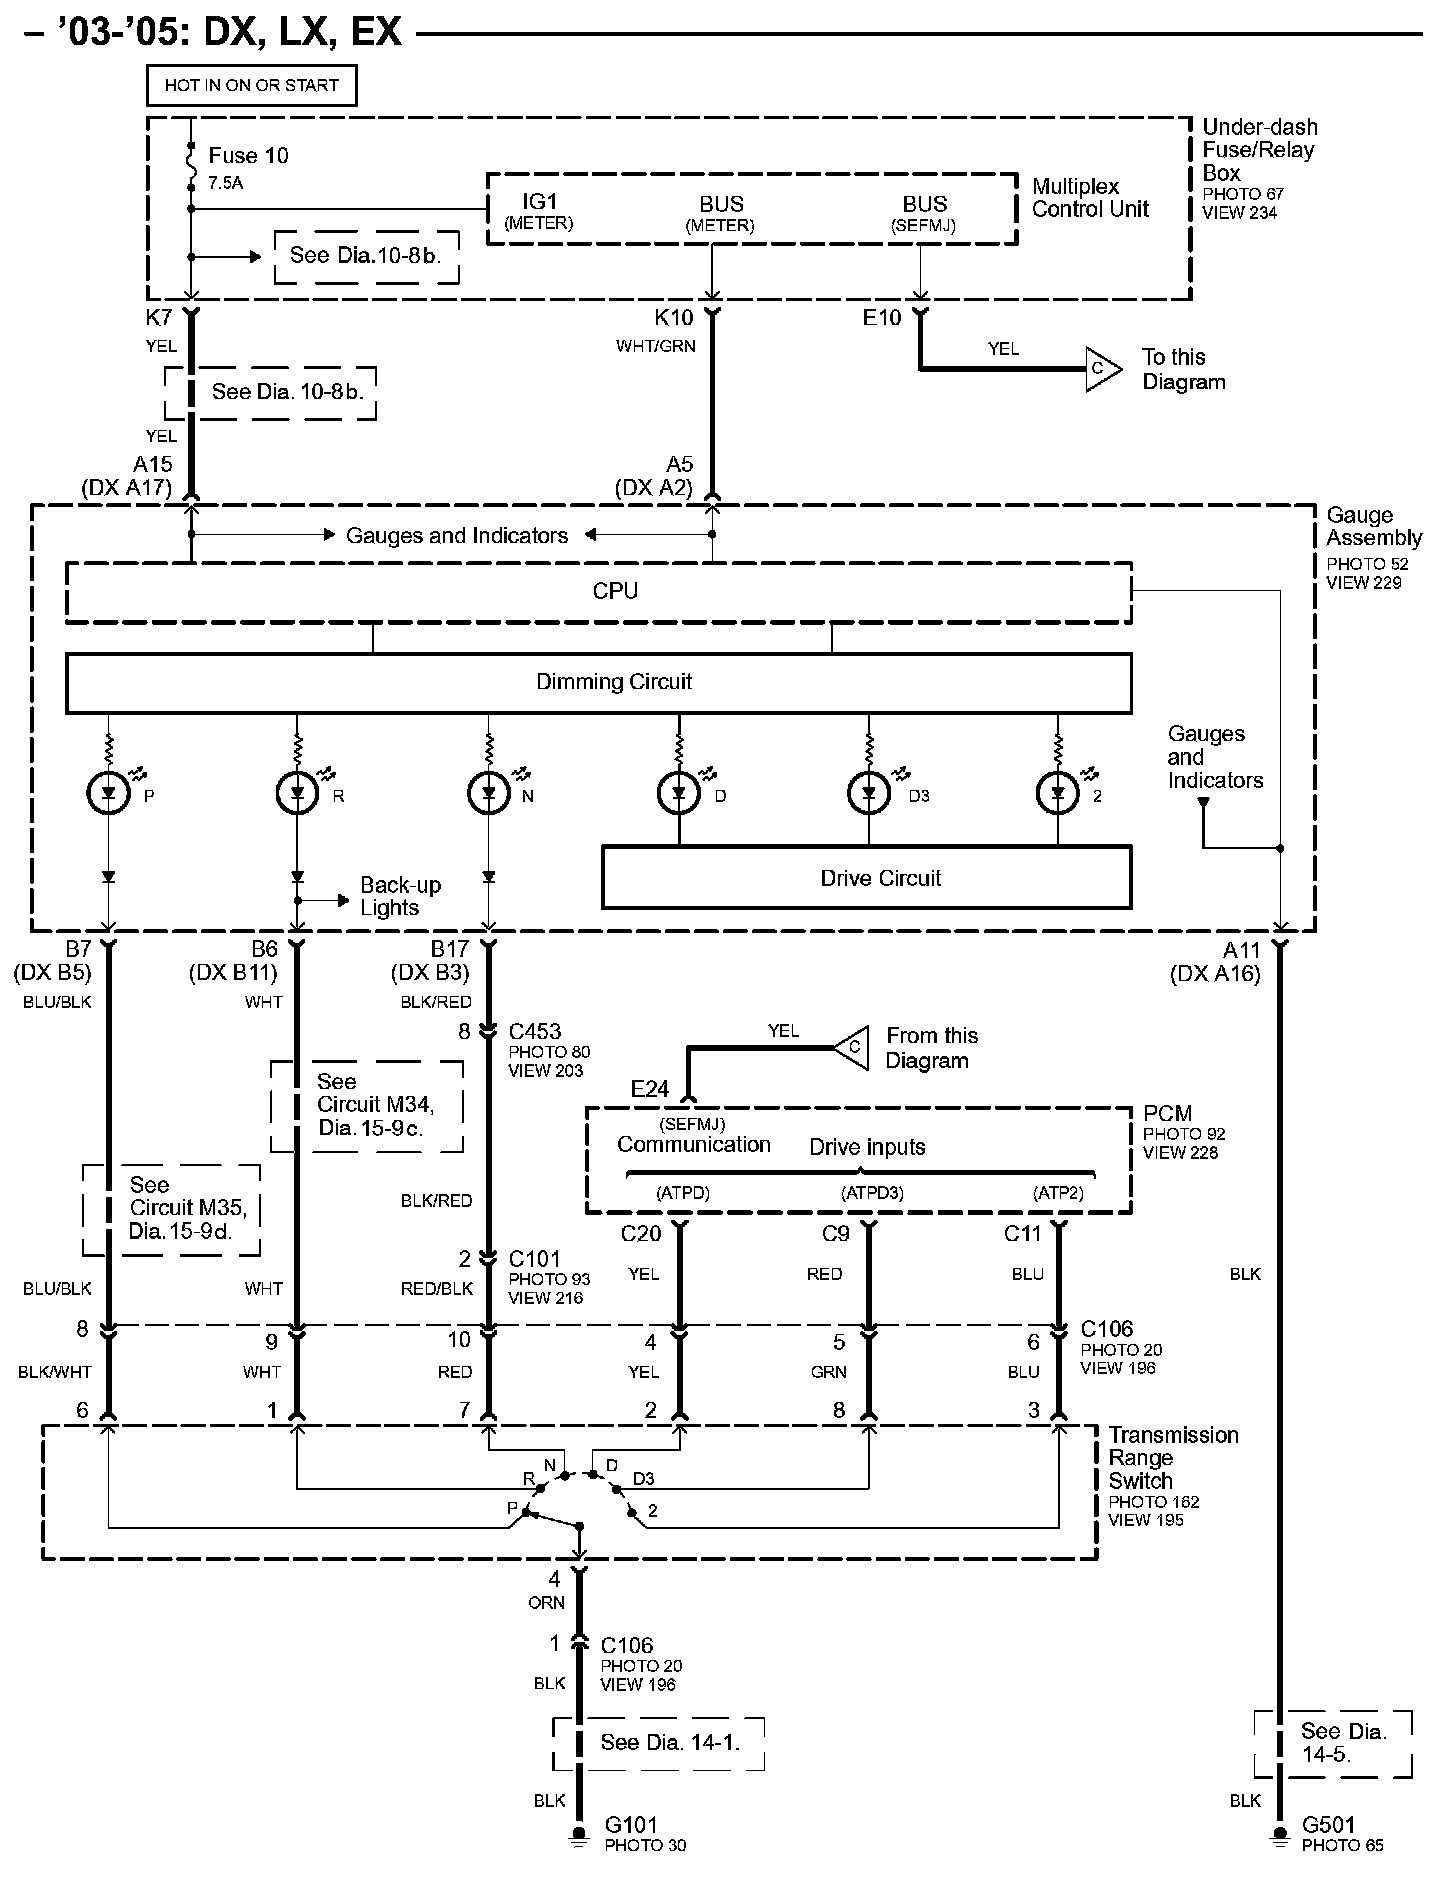 – ’03-’05: DX, LX, EX
HOT IN ON OR START
Fuse 10
7.5A
IG1
(METER)
BUS
(METER)
BUS
(SEFMJ)
Multiplex
Control Unit
Under-dash
Fuse/Relay
Box
PHOTO 67
VIEW 234
See Dia.10-8b.
K7
YEL
K10
WHT/GRN
E10
YEL
C
To this
Diagram
See Dia. 10-8b.
YEL
A15
(DX A17)
A5
(DX A2)
Gauges and Indicators
Gauge
Assembly
PHOTO 52
VIEW 229
CPU
Dimming Circuit
P
R
N
D
D3
2
Gauges
and
Indicators
Back-up
Lights
Drive Circuit
B7
(DX B5)
BLU/BLK
B6
(DX B11)
WHT
B17
(DX B3)
BLK/RED
A11
(DX A16)
8
C453
PHOTO 80
VIEW 203
YEL
C
From this
Diagram
E24
See
Circuit M34,
Dia. 15-9c.
(SEFMJ)
Communication
Drive inputs
(ATPD)
(ATPD3)
(ATP2)
PCM
PHOTO 92
VIEW 228
See
Circuit M35,
Dia. 15-9d.
BLK/RED
2
C101
PHOTO 93
VIEW 216
C20
YEL
C9
RED
C11
BLU
BLK
BLU/BLK
WHT
RED/BLK
8
9
10
4
5
6
C106
PHOTO 20
VIEW 196
BLK/WHT
WHT
RED
YEL
GRN
BLU
6
1
7
2
8
3
Transmission
Range
Switch
PHOTO 162
VIEW 195
N
D
R
D3
P
2
4
ORN
1
C106
PHOTO 20
VIEW 196
BLK
See Dia. 14-1.
See Dia.
14-5.
BLK
BLK
G101
PHOTO 30
G501
PHOTO 65